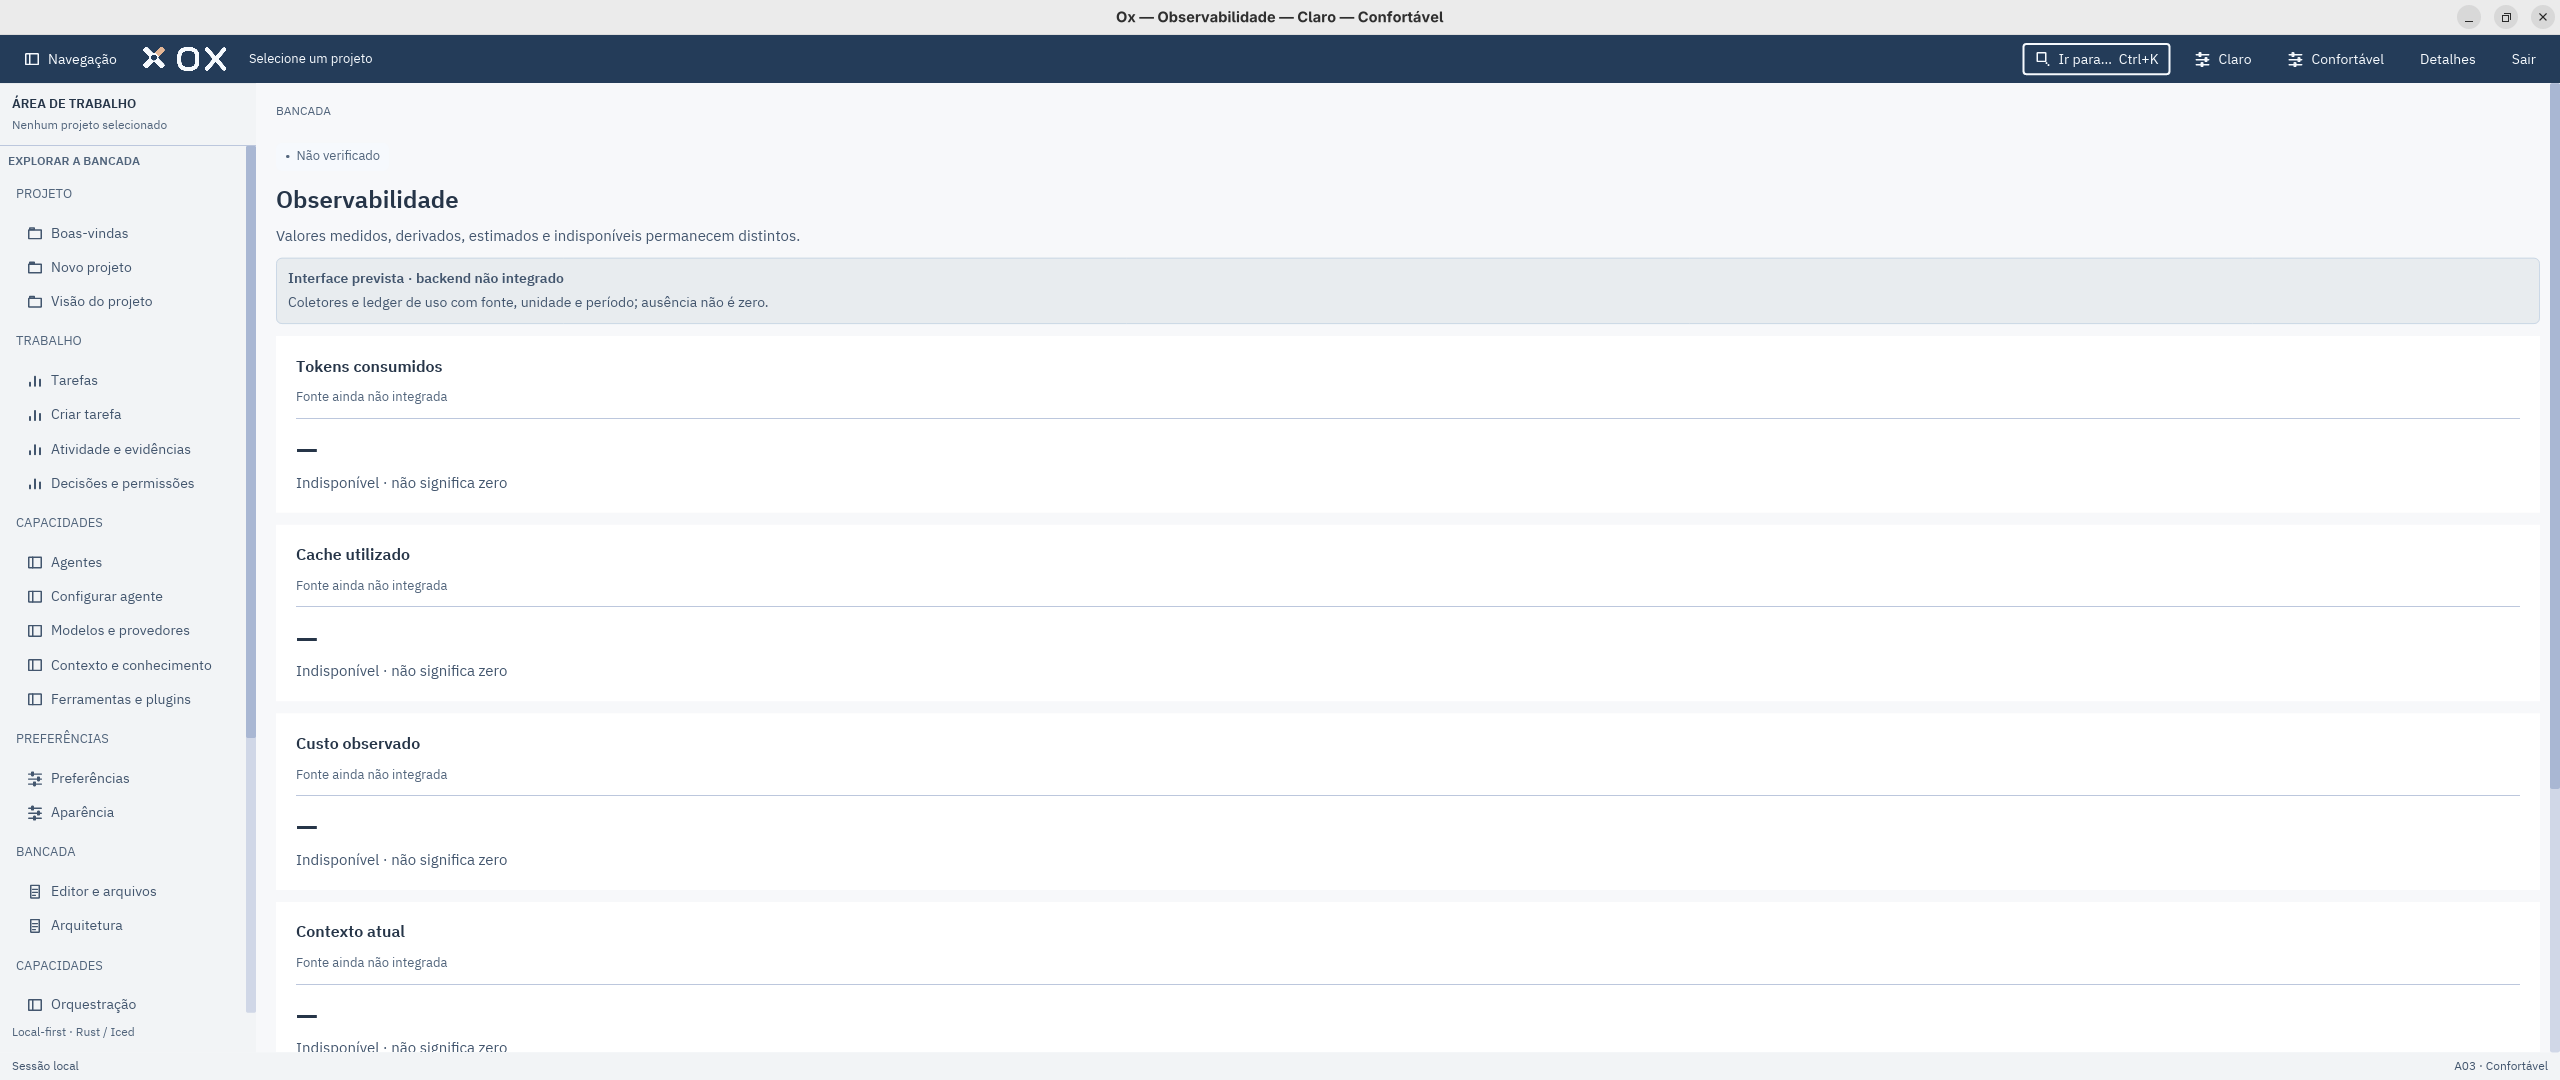 Ox — Observabilidade — Claro — Confortável
Navegação
OX
Selecione um projeto
Ir para... Ctrl+K
Claro
Confortável
Detalhes
Sair
ÁREA DE TRABALHO
Nenhum projeto selecionado
EXPLORAR A BANCADA
PROJETO
Boas-vindas
Novo projeto
Visão do projeto
TRABALHO
Tarefas
Criar tarefa
Atividade e evidências
Decisões e permissões
CAPACIDADES
Agentes
Configurar agente
Modelos e provedores
Contexto e conhecimento
Ferramentas e plugins
PREFERÊNCIAS
Preferências
Aparência
BANCADA
Editor e arquivos
Arquitetura
CAPACIDADES
Orquestração
Local-first · Rust / Iced
BANCADA
• Não verificado
Observabilidade
Valores medidos, derivados, estimados e indisponíveis permanecem distintos.
Interface prevista · backend não integrado
Coletores e ledger de uso com fonte, unidade e período; ausência não é zero.
Tokens consumidos
Fonte ainda não integrada
—
Indisponível · não significa zero
Cache utilizado
Fonte ainda não integrada
—
Indisponível · não significa zero
Custo observado
Fonte ainda não integrada
—
Indisponível · não significa zero
Contexto atual
Fonte ainda não integrada
—
Indisponível · não significa zero
Sessão local
A03 · Confortável